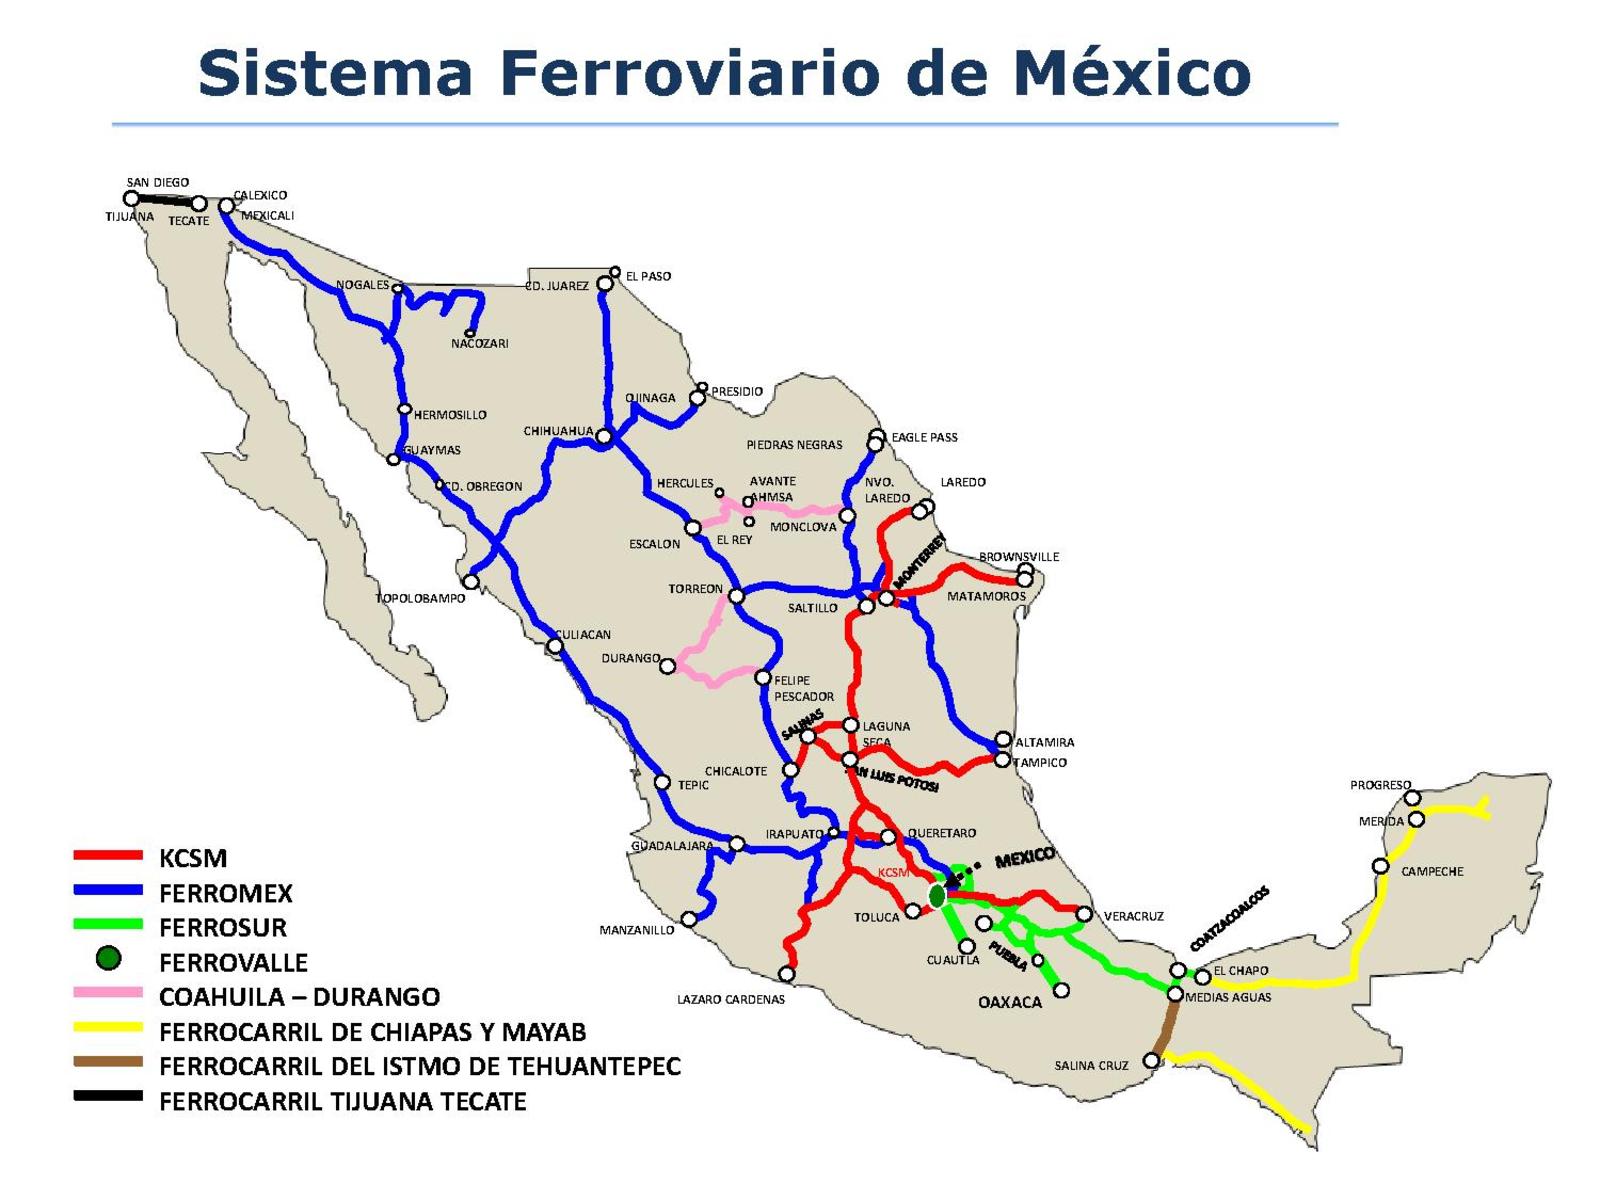 Sistema Ferroviario de México
SAN DIEGO
TIJUANA
TECATE
CALEXICO
MEXICALI
NOGALES
NACOZARI
CD. JUAREZ
EL PASO
HERMOSILLO
GUAYMAS
CD. OBREGON
CHIHUAHUA
OJINAGA
PRESIDIO
PIEDRAS NEGRAS
EAGLE PASS
HERCULES
AVANTE
AHMSA
NVO.
LAREDO
LAREDO
MONCLOVA
EL REY
ESCALON
MONTERREY
BROWNSVILLE
MATAMOROS
TOPOLOBAMPO
TORREON
SALTILLO
CULIACAN
DURANGO
FELIPE
PESCADOR
SALINAS
LAGUNA
SECA
ALTAMIRA
TAMPICO
CHICALOTE
SAN LUIS POTOSI
TEPIC
PROGRESO
MERIDA
IRAPUATO
QUERETARO
GUADALAJARA
MEXICO
KCSM
CAMPECHE
TOLUCA
VERACRUZ
COATZACOALCOS
MANZANILLO
CUAUTLA
PUEBLA
EL CHAPO
LAZARO CARDENAS
OAXACA
MEDIAS AGUAS
SALINA CRUZ
KCSM
FERROMEX
FERROSUR
FERROVALLE
COAHUILA – DURANGO
FERROCARRIL DE CHIAPAS Y MAYAB
FERROCARRIL DEL ISTMO DE TEHUANTEPEC
FERROCARRIL TIJUANA TECATE